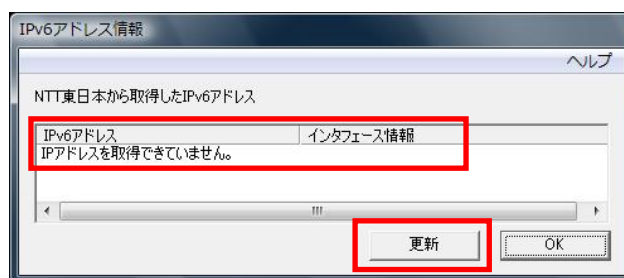 IPv6アドレス情報
ヘルプ
NTT東日本から取得したIPv6アドレス
IPv6アドレス インタフェース情報
IPアドレスを取得できていません。
更新 OK